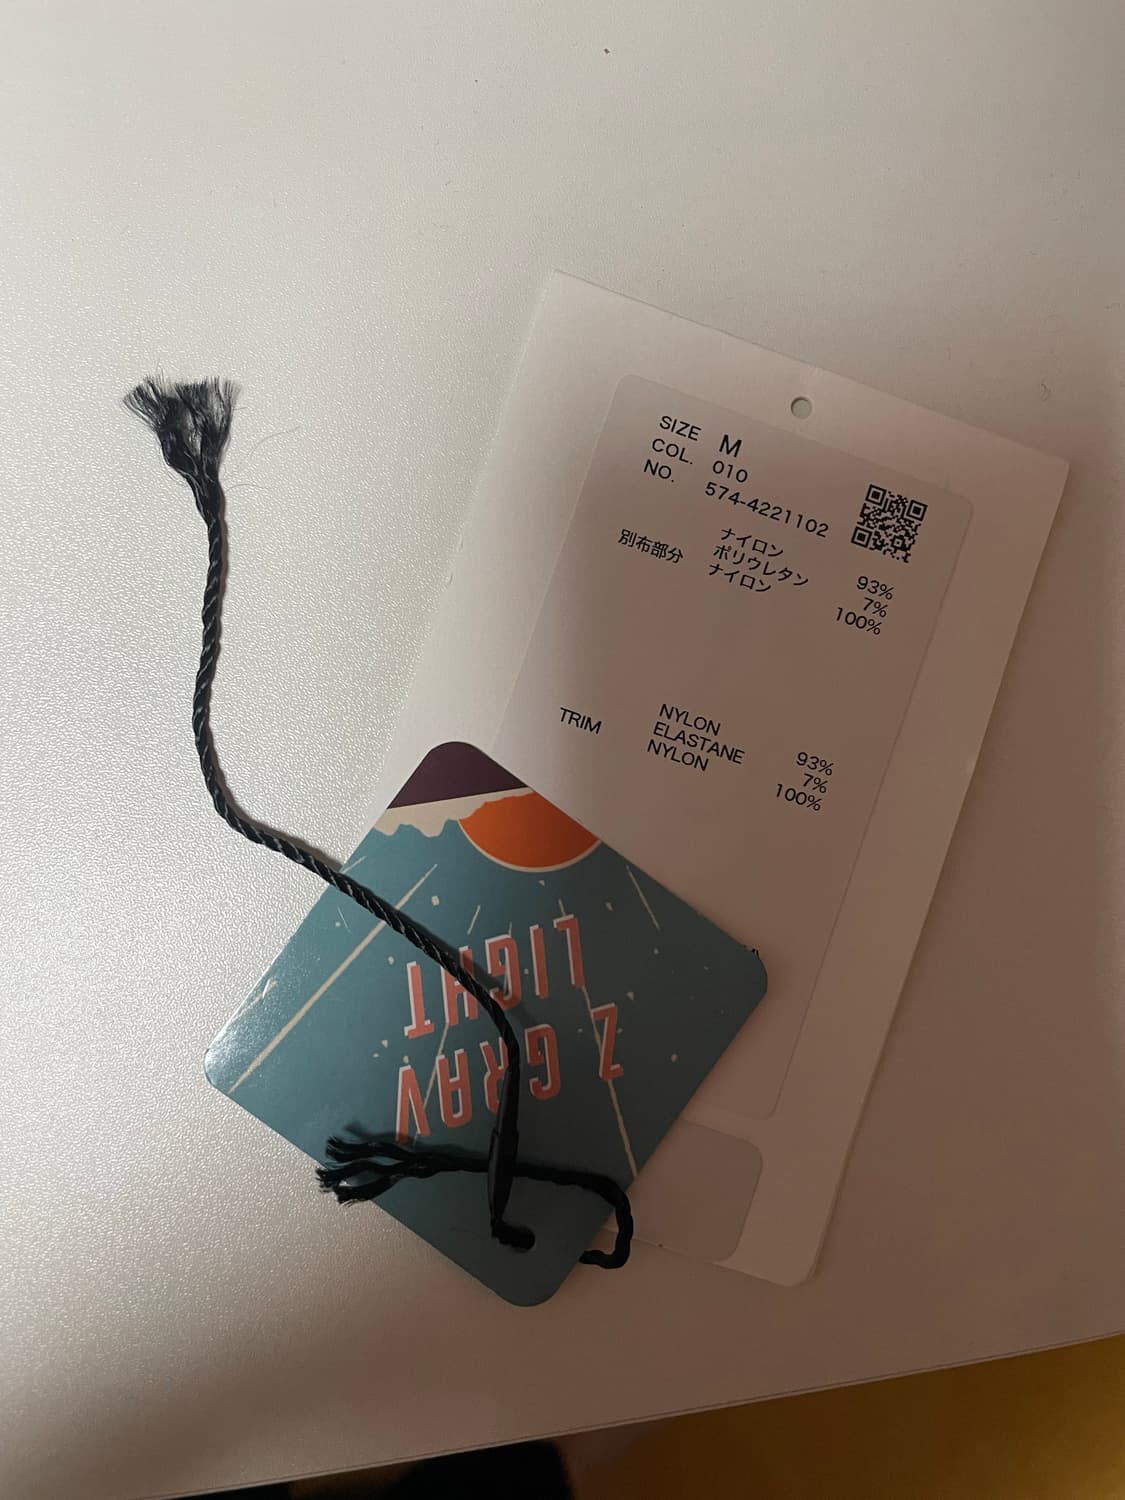 SIZE M
COL. 010
NO. 574-4221102
ナイロン 93%
ポリウレタン 7%
別布部分 ナイロン 100%
NYLON 93%
ELASTANE 7%
TRIM NYLON 100%
Z GRAV
LIGHT